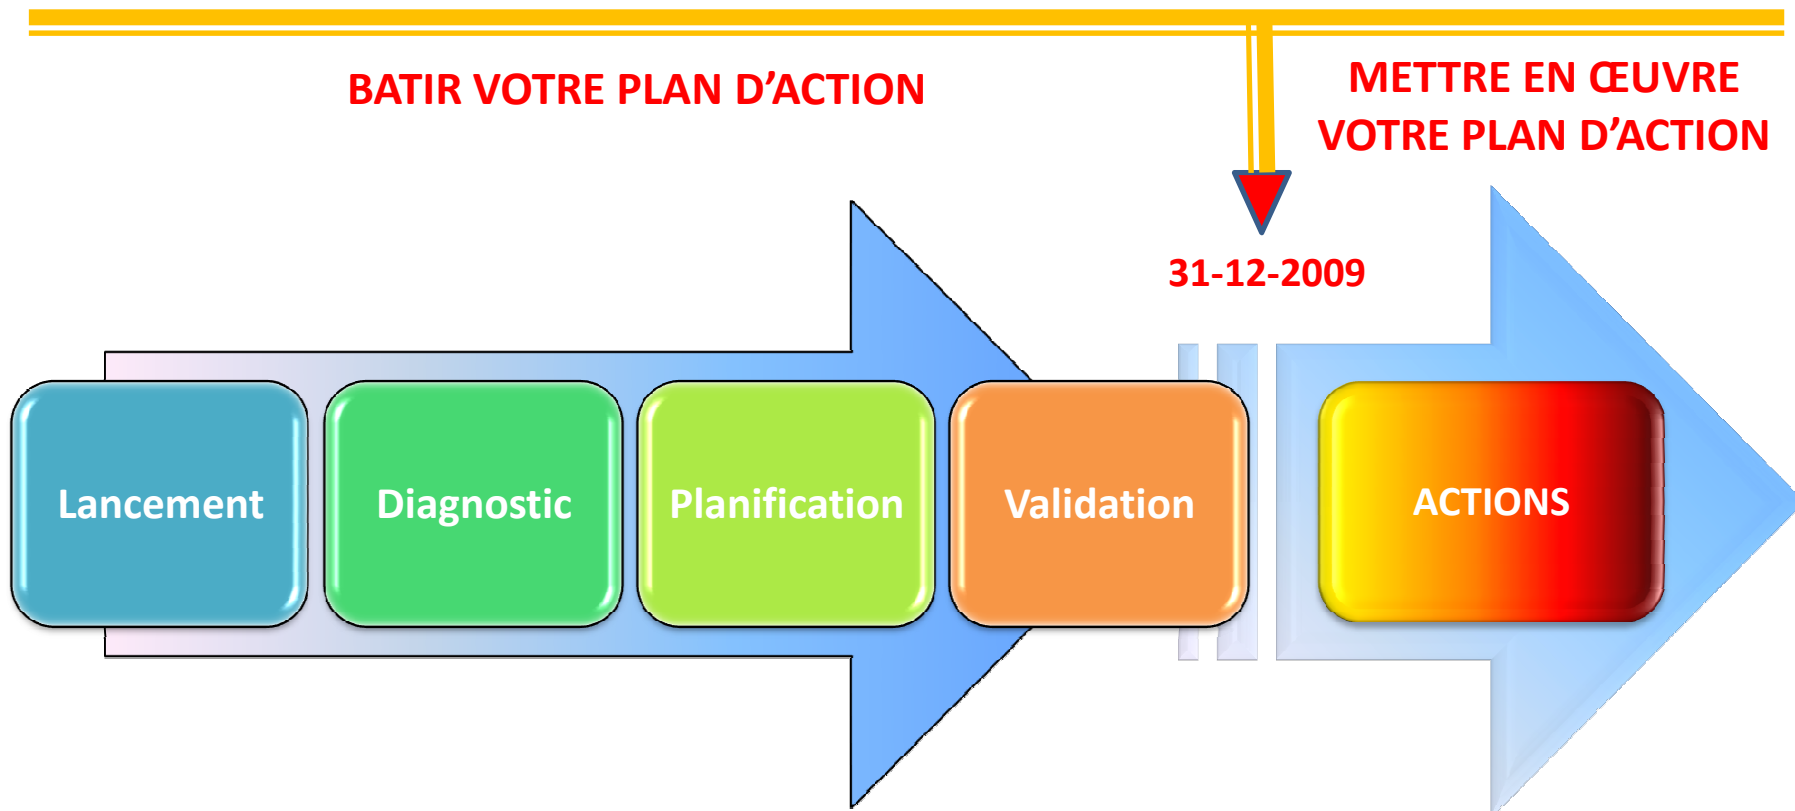 BATIR VOTRE PLAN D’ACTION
METTRE EN ŒUVRE
VOTRE PLAN D’ACTION
31-12-2009
Lancement
Diagnostic
Planification
Validation
ACTIONS